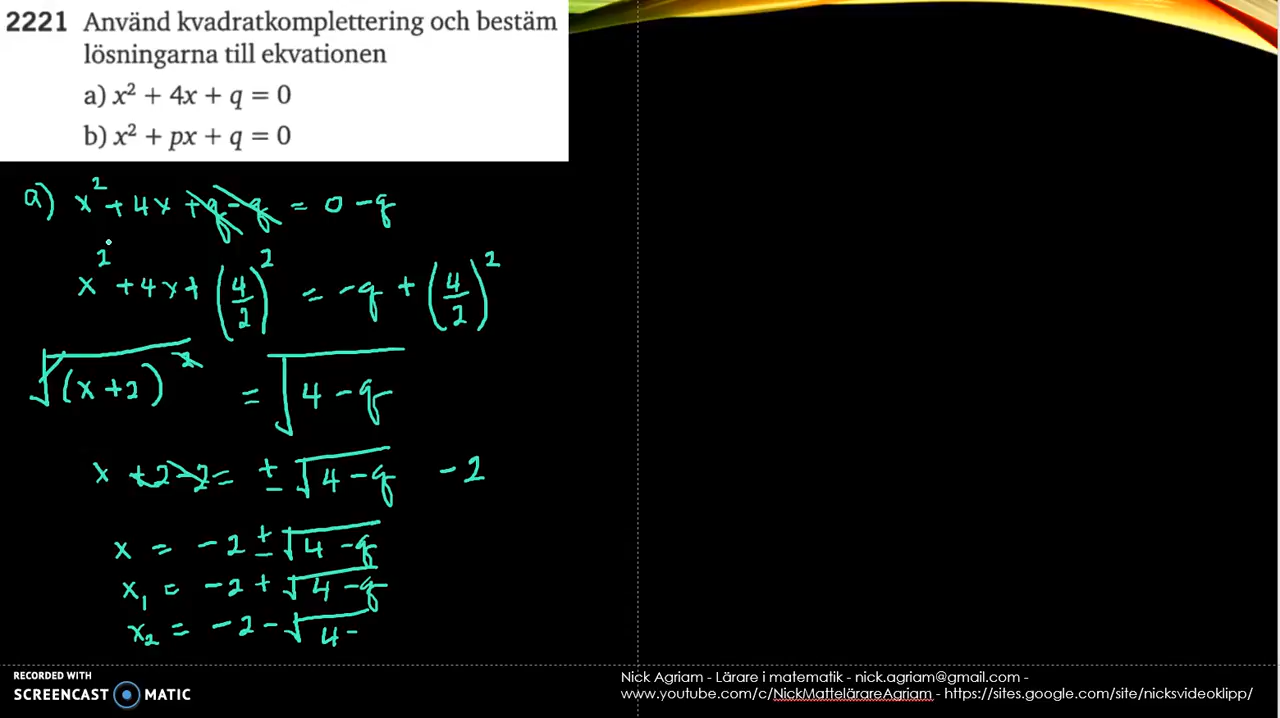 2221 Använd kvadratkomplettering och bestäm
lösningarna till ekvationen
a) x² + 4x + q = 0
b) x² + px + q = 0
a) x² + 4x + q - q = 0 - q
x² + 4x + (4/2)² = -q + (4/2)²
√(x+2)² = √4 - q
x + 2 - 2 = ± √4 - q - 2
x = -2 ± √4 - q
x₁ = -2 + √4 - q
x₂ = -2 - √4 -
RECORDED WITH
SCREENCAST MATIC
Nick Agriam - Lärare i matematik - nick.agriam@gmail.com -
www.youtube.com/c/NickMattelärareAgriam - https://sites.google.com/site/nicksvideoklipp/